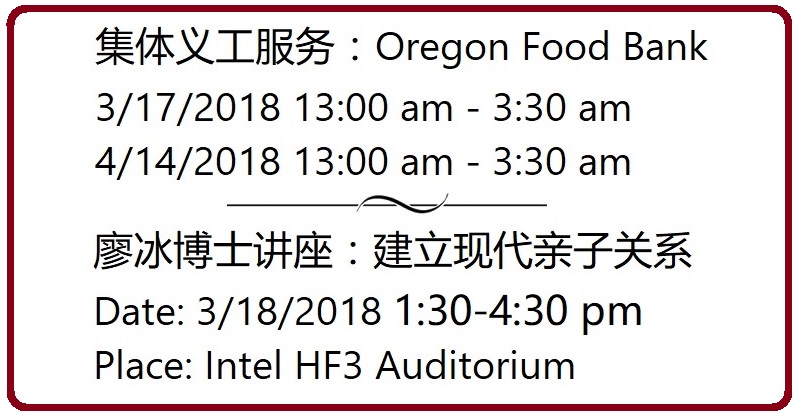 集体义工服务：Oregon Food Bank
3/17/2018 13:00 am - 3:30 am
4/14/2018 13:00 am - 3:30 am
廖冰博士讲座：建立现代亲子关系
Date: 3/18/2018 1:30-4:30 pm
Place: Intel HF3 Auditorium